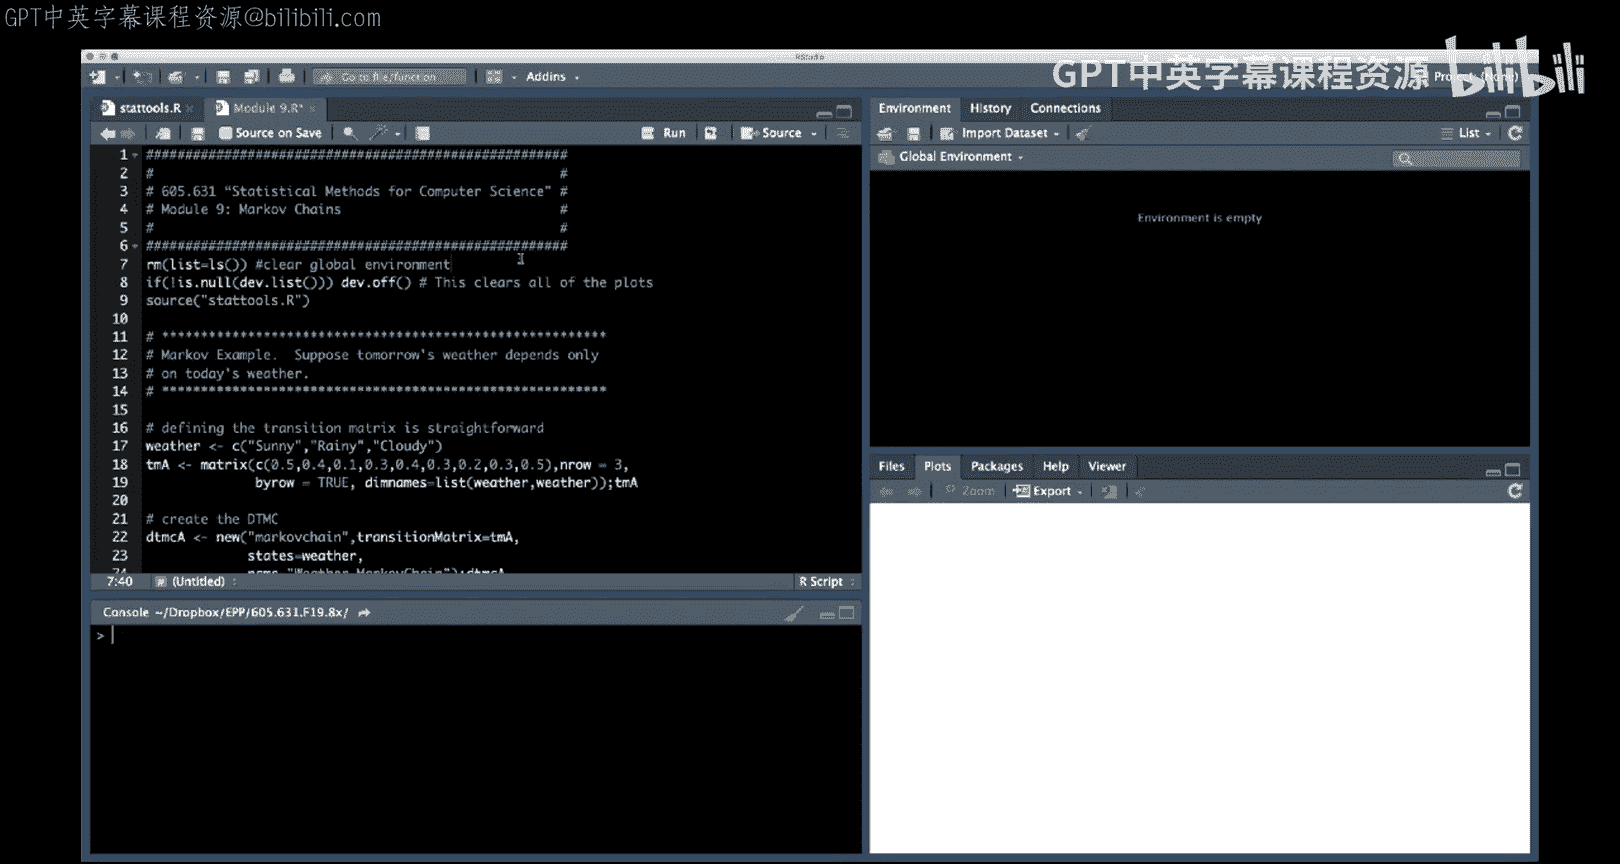 GPT中英字幕课程资源@bilibili.com
RStudio
GPT中英字幕课程资源 bilibili
Go to file/function
Addins
Project: (None)
stattools.R
Module 9.R*
Source on Save
Run
Source
1 ######################################################
2 # #
3 # 605.631 “Statistical Methods for Computer Science” #
4 # Module 9: Markov Chains #
5 # #
6 ######################################################
7 rm(list=ls()) #clear global environment
8 if(!is.null(dev.list())) dev.off() # This clears all of the plots
9 source("stattools.R")
10
11 # *********************************************************
12 # Markov Example. Suppose tomorrow's weather depends only
13 # on today's weather.
14 # *********************************************************
15
16 # defining the transition matrix is straightforward
17 weather <- c("Sunny","Rainy","Cloudy")
18 tmA <- matrix(c(0.5,0.4,0.1,0.3,0.4,0.3,0.2,0.3,0.5),nrow = 3,
19 byrow = TRUE, dimnames=list(weather,weather));tmA
20
21 # create the DTMC
22 dtmcA <- new("markovchain",transitionMatrix=tmA,
23 states=weather,
7:40
(Untitled)
R Script
Console ~/Dropbox/EPP/605.631.F19.8x/
>
Environment
History
Connections
Import Dataset
List
Global Environment
Environment is empty
Files
Plots
Packages
Help
Viewer
Zoom
Export